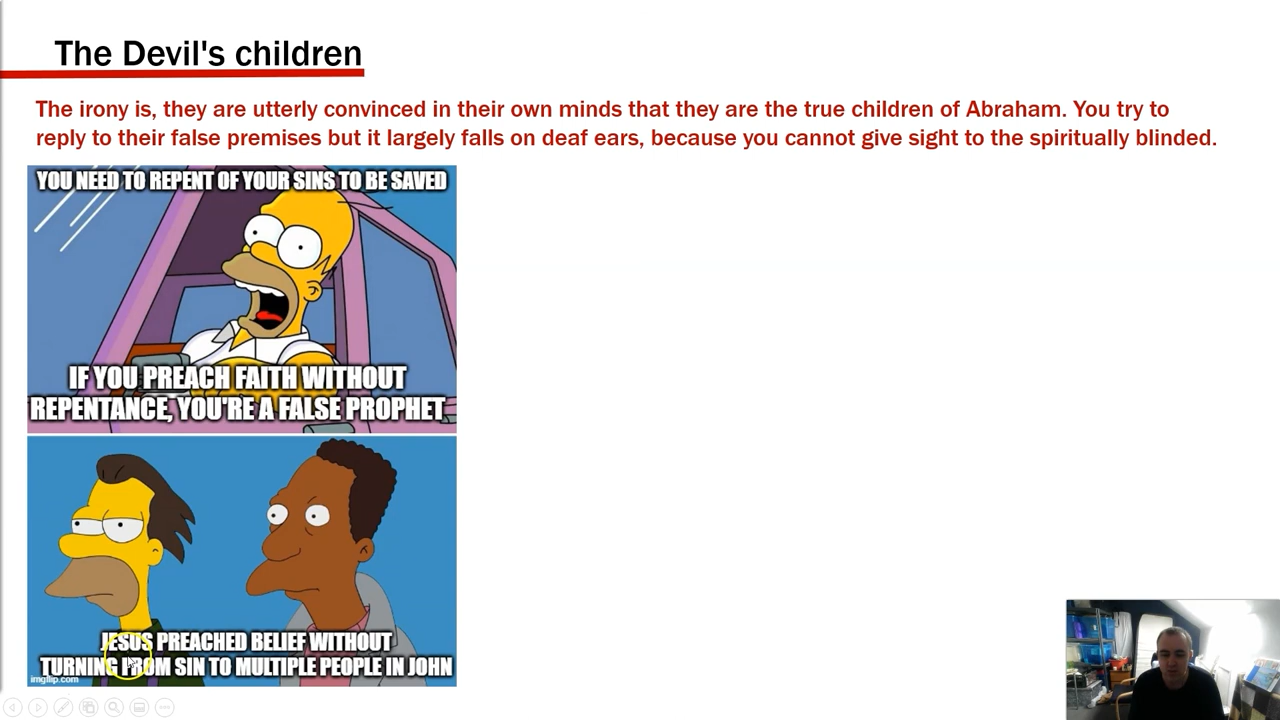 The Devil's children
The irony is, they are utterly convinced in their own minds that they are the true children of Abraham. You try to
reply to their false premises but it largely falls on deaf ears, because you cannot give sight to the spiritually blinded.
YOU NEED TO REPENT OF YOUR SINS TO BE SAVED
IF YOU PREACH FAITH WITHOUT
REPENTANCE, YOU'RE A FALSE PROPHET
JESUS PREACHED BELIEF WITHOUT
TURNING FROM SIN TO MULTIPLE PEOPLE IN JOHN
imgflip.com